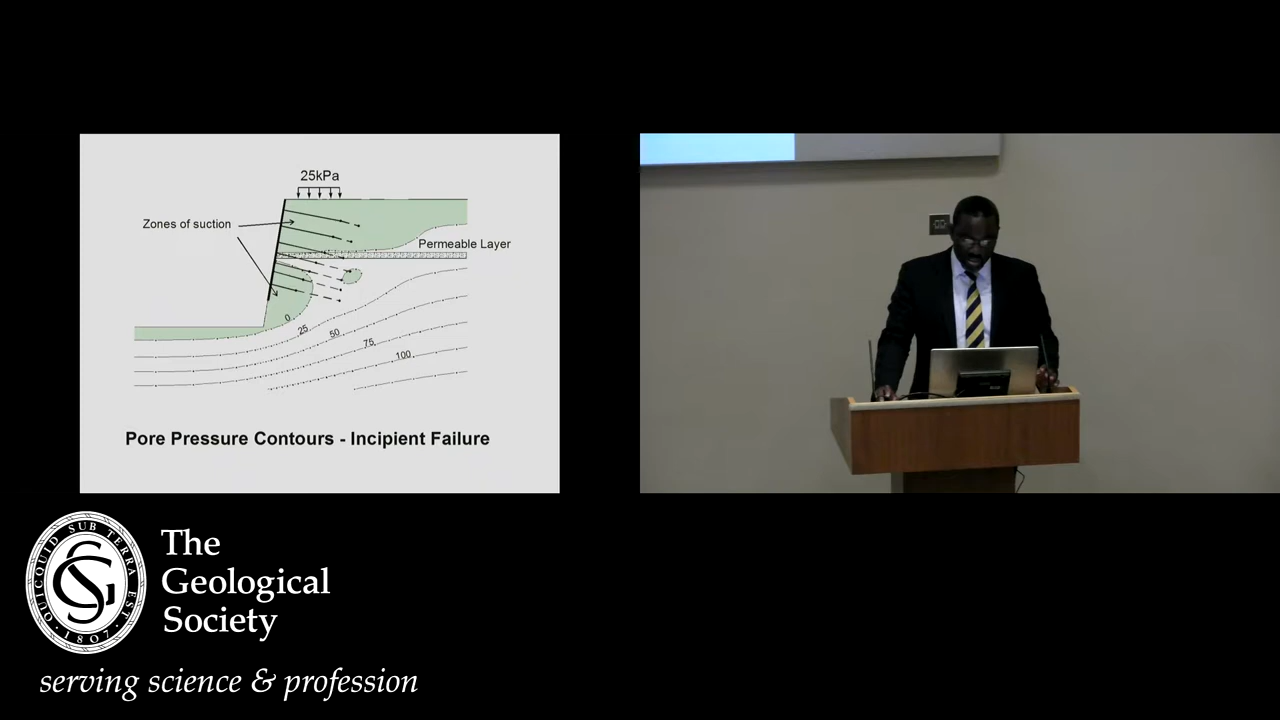 25kPa
Zones of suction
Permeable Layer
0
25
50
75
100
Pore Pressure Contours - Incipient Failure
QUICQUID SUB TERRA EST
· 1807 ·
The
Geological
Society
serving science & profession